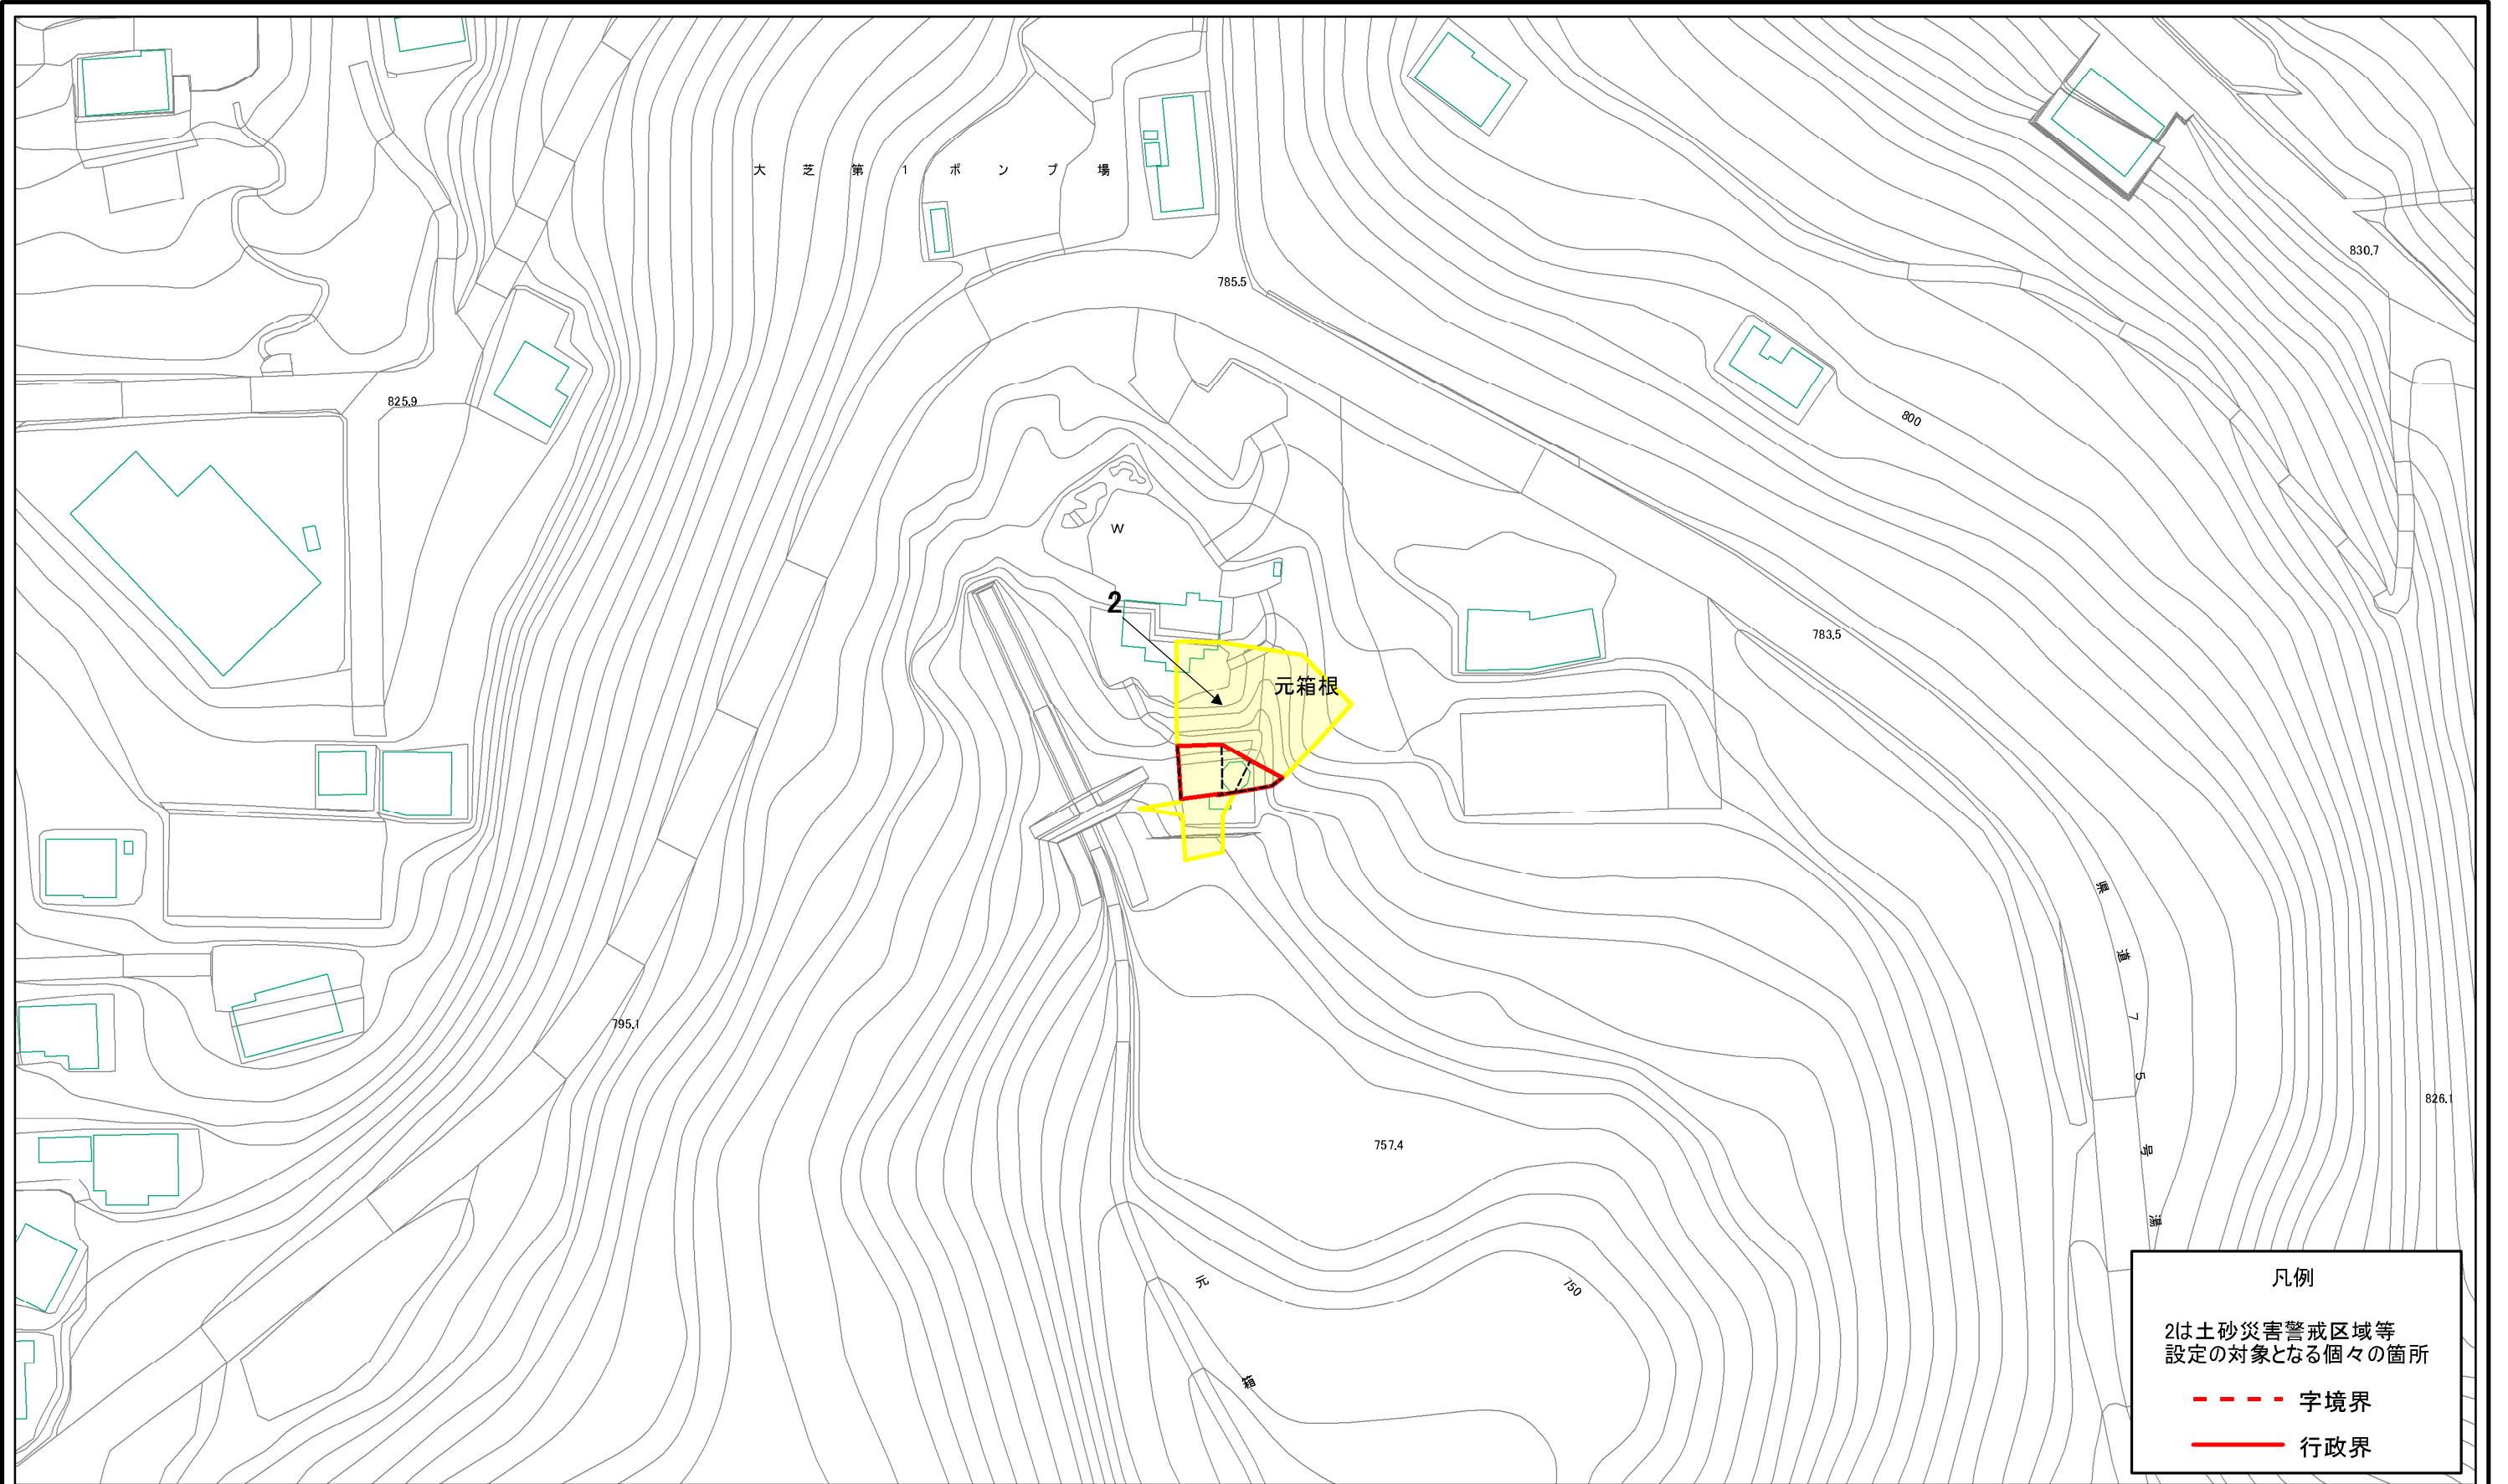 大芝第1ポンプ場
830.7
785.5
825.9
800
W
2
783.5
元箱根
県道75号湯
795.1
826.1
757.4
元箱
750
凡例
2は土砂災害警戒区域等
設定の対象となる個々の箇所
字境界
行政界